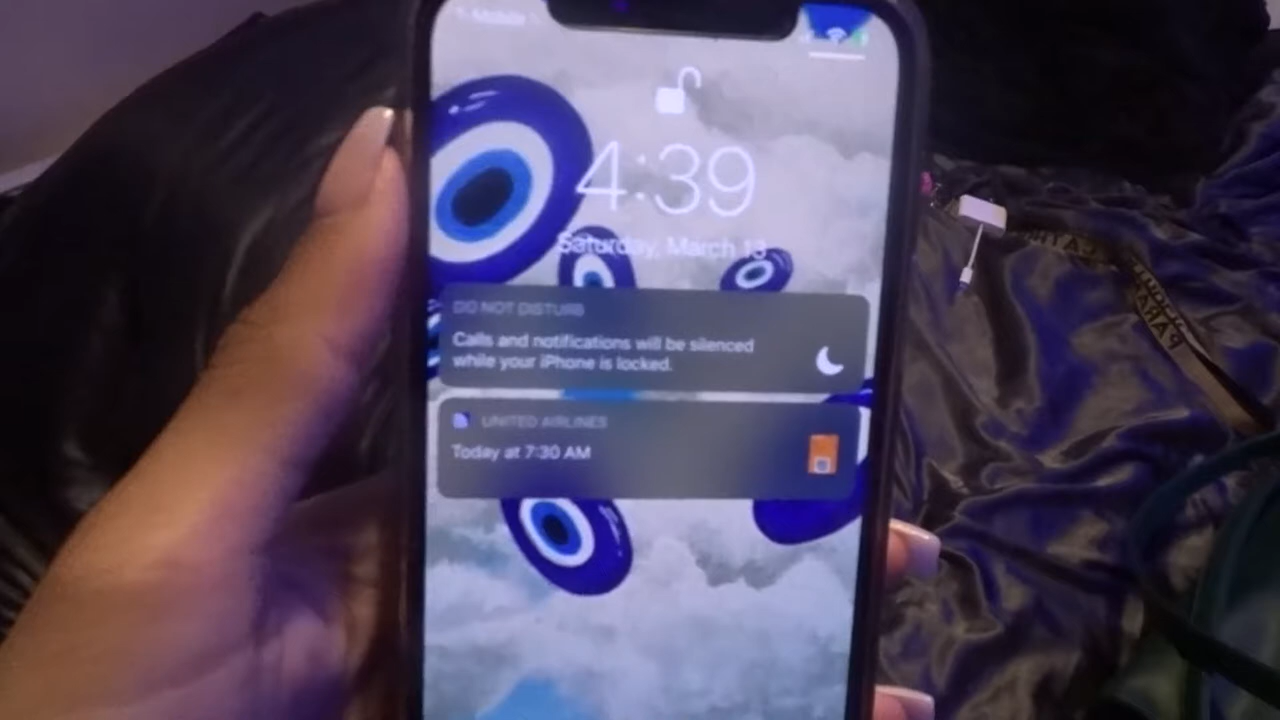 Mobile
4:39
Saturday, March 13
DO NOT DISTURB
Calls and notifications will be silenced
while your iPhone is locked.
UNITED AIRLINES
Today at 7:30 AM